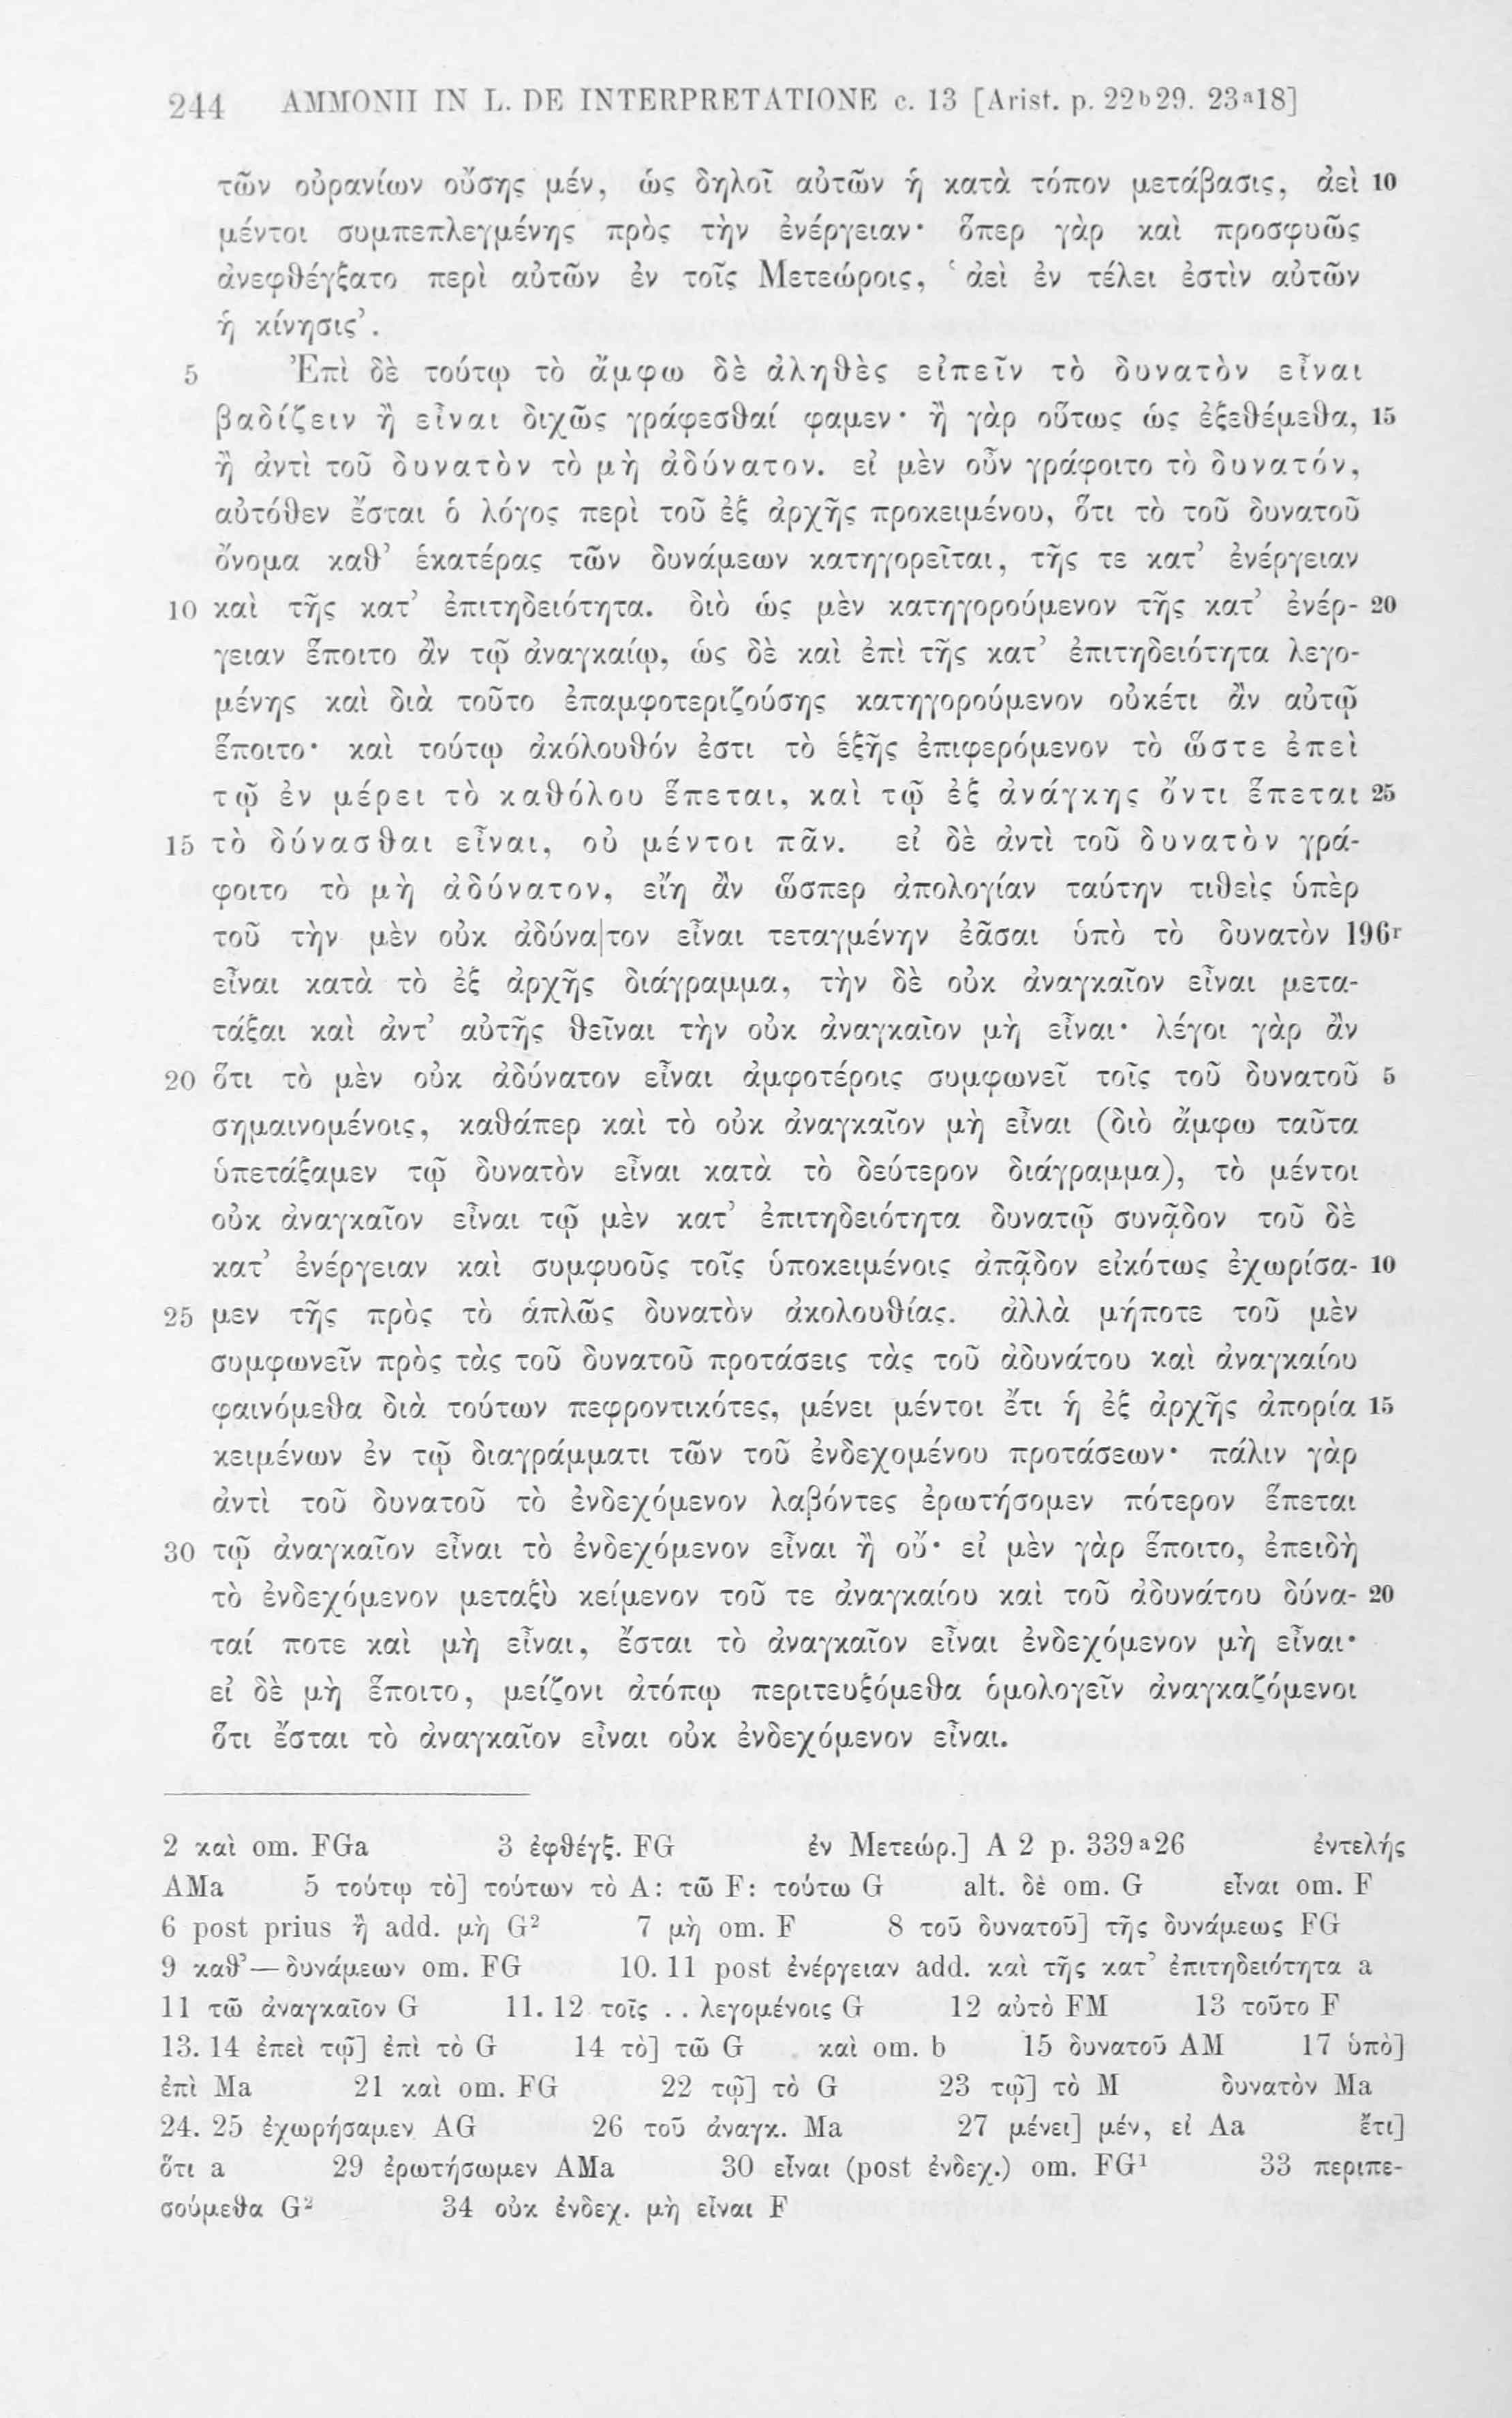 244 AMMONII IN L. DE INTERPRETATIONE c. 13 [Arist. p. 22b29. 23a18]
τῶν οὐρανίων οὔσης μέν, ὡς δηλοῖ αὐτῶν ἡ κατὰ τόπον μετάβασις, ἀεὶ 10
μέντοι συμπεπλεγμένης πρὸς τὴν ἐνέργειαν· ὅπερ γὰρ καὶ προσφυῶς
ἀνεφθέγξατο περὶ αὐτῶν ἐν τοῖς Μετεώροις, ‘ἀεὶ ἐν τέλει ἐστὶν αὐτῶν
ἡ κίνησις’.
5 Ἐπὶ δὲ τούτῳ τὸ ἄμφω δὲ ἀληθὲς εἰπεῖν τὸ δυνατὸν εἶναι
βαδίζειν ἢ εἶναι διχῶς γράφεσθαί φαμεν· ἢ γὰρ οὕτως ὡς ἐξεθέμεθα, 15
ἢ ἀντὶ τοῦ δυνατὸν τὸ μὴ ἀδύνατον. εἰ μὲν οὖν γράφοιτο τὸ δυνατόν,
αὐτόθεν ἔσται ὁ λόγος περὶ τοῦ ἐξ ἀρχῆς προκειμένου, ὅτι τὸ τοῦ δυνατοῦ
ὄνομα καθ’ ἑκατέρας τῶν δυνάμεων κατηγορεῖται, τῆς τε κατ’ ἐνέργειαν
10 καὶ τῆς κατ’ ἐπιτηδειότητα. διὸ ὡς μὲν κατηγορούμενον τῆς κατ’ ἐνέρ- 20
γειαν ἕποιτο ἂν τῷ ἀναγκαίῳ, ὡς δὲ καὶ ἐπὶ τῆς κατ’ ἐπιτηδειότητα λεγο-
μένης καὶ διὰ τοῦτο ἐπαμφοτεριζούσης κατηγορούμενον οὐκέτι ἂν αὐτῷ
ἕποιτο· καὶ τούτῳ ἀκόλουθόν ἐστι τὸ ἑξῆς ἐπιφερόμενον τὸ ὥστε ἐπεὶ
τῷ ἐν μέρει τὸ καθόλου ἕπεται, καὶ τῷ ἐξ ἀνάγκης ὄντι ἕπεται 25
15 τὸ δύνασθαι εἶναι, οὐ μέντοι πᾶν. εἰ δὲ ἀντὶ τοῦ δυνατὸν γρά-
φοιτο τὸ μὴ ἀδύνατον, εἴη ἂν ὥσπερ ἀπολογίαν ταύτην τιθεὶς ὑπὲρ
τοῦ τὴν μὲν οὐκ ἀδύνα|τον εἶναι τεταγμένην ἐᾶσαι ὑπὸ τὸ δυνατὸν 196r
εἶναι κατὰ τὸ ἐξ ἀρχῆς διάγραμμα, τὴν δὲ οὐκ ἀναγκαῖον εἶναι μετα-
τάξαι καὶ ἀντ’ αὐτῆς θεῖναι τὴν οὐκ ἀναγκαῖον μὴ εἶναι· λέγοι γὰρ ἂν
20 ὅτι τὸ μὲν οὐκ ἀδύνατον εἶναι ἀμφοτέροις συμφωνεῖ τοῖς τοῦ δυνατοῦ 5
σημαινομένοις, καθάπερ καὶ τὸ οὐκ ἀναγκαῖον μὴ εἶναι (διὸ ἄμφω ταῦτα
ὑπετάξαμεν τῷ δυνατὸν εἶναι κατὰ τὸ δεύτερον διάγραμμα), τὸ μέντοι
οὐκ ἀναγκαῖον εἶναι τῷ μὲν κατ’ ἐπιτηδειότητα δυνατῷ συνᾷδον τοῦ δὲ
κατ’ ἐνέργειαν καὶ συμφυοῦς τοῖς ὑποκειμένοις ἀπᾷδον εἰκότως ἐχωρίσα- 10
25 μεν τῆς πρὸς τὸ ἁπλῶς δυνατὸν ἀκολουθίας. ἀλλὰ μήποτε τοῦ μὲν
συμφωνεῖν πρὸς τὰς τοῦ δυνατοῦ προτάσεις τὰς τοῦ ἀδυνάτου καὶ ἀναγκαίου
φαινόμεθα διὰ τούτων πεφροντικότες, μένει μέντοι ἔτι ἡ ἐξ ἀρχῆς ἀπορία 15
κειμένων ἐν τῷ διαγράμματι τῶν τοῦ ἐνδεχομένου προτάσεων· πάλιν γὰρ
ἀντὶ τοῦ δυνατοῦ τὸ ἐνδεχόμενον λαβόντες ἐρωτήσομεν πότερον ἕπεται
30 τῷ ἀναγκαῖον εἶναι τὸ ἐνδεχόμενον εἶναι ἢ οὔ· εἰ μὲν γὰρ ἕποιτο, ἐπειδὴ
τὸ ἐνδεχόμενον μεταξὺ κείμενον τοῦ τε ἀναγκαίου καὶ τοῦ ἀδυνάτου δύνα- 20
ταί ποτε καὶ μὴ εἶναι, ἔσται τὸ ἀναγκαῖον εἶναι ἐνδεχόμενον μὴ εἶναι·
εἰ δὲ μὴ ἕποιτο, μείζονι ἀτόπῳ περιτευξόμεθα ὁμολογεῖν ἀναγκαζόμενοι
ὅτι ἔσται τὸ ἀναγκαῖον εἶναι οὐκ ἐνδεχόμενον εἶναι.
2 καὶ om. FGa 3 ἐφθέγξ. FG ἐν Μετεώρ.] A 2 p. 339a26 ἐντελής
AMa 5 τούτῳ τὸ] τούτων τὸ A: τῶ F: τούτω G alt. δὲ om. G εἶναι om. F
6 post prius ἢ add. μὴ G² 7 μὴ om. F 8 τοῦ δυνατοῦ] τῆς δυνάμεως FG
9 καθ’—δυνάμεων om. FG 10. 11 post ἐνέργειαν add. καὶ τῆς κατ’ ἐπιτηδειότητα a
11 τῶ ἀναγκαῖον G 11. 12 τοῖς . . λεγομένοις G 12 αὐτὸ FM 13 τοῦτο F
13. 14 ἐπεὶ τῷ] ἐπὶ τὸ G 14 τὸ] τῶ G καὶ om. b 15 δυνατοῦ AM 17 ὑπὸ]
ἐπὶ Ma 21 καὶ om. FG 22 τῷ] τὸ G 23 τῷ] τὸ M δυνατὸν Ma
24. 25 ἐχωρήσαμεν AG 26 τοῦ ἀναγκ. Ma 27 μένει] μέν, εἰ Aa ἔτι]
ὅτι a 29 ἐρωτήσωμεν AMa 30 εἶναι (post ἐνδεχ.) om. FG¹ 33 περιπε-
σούμεθα G² 34 οὐκ ἐνδεχ. μὴ εἶναι F